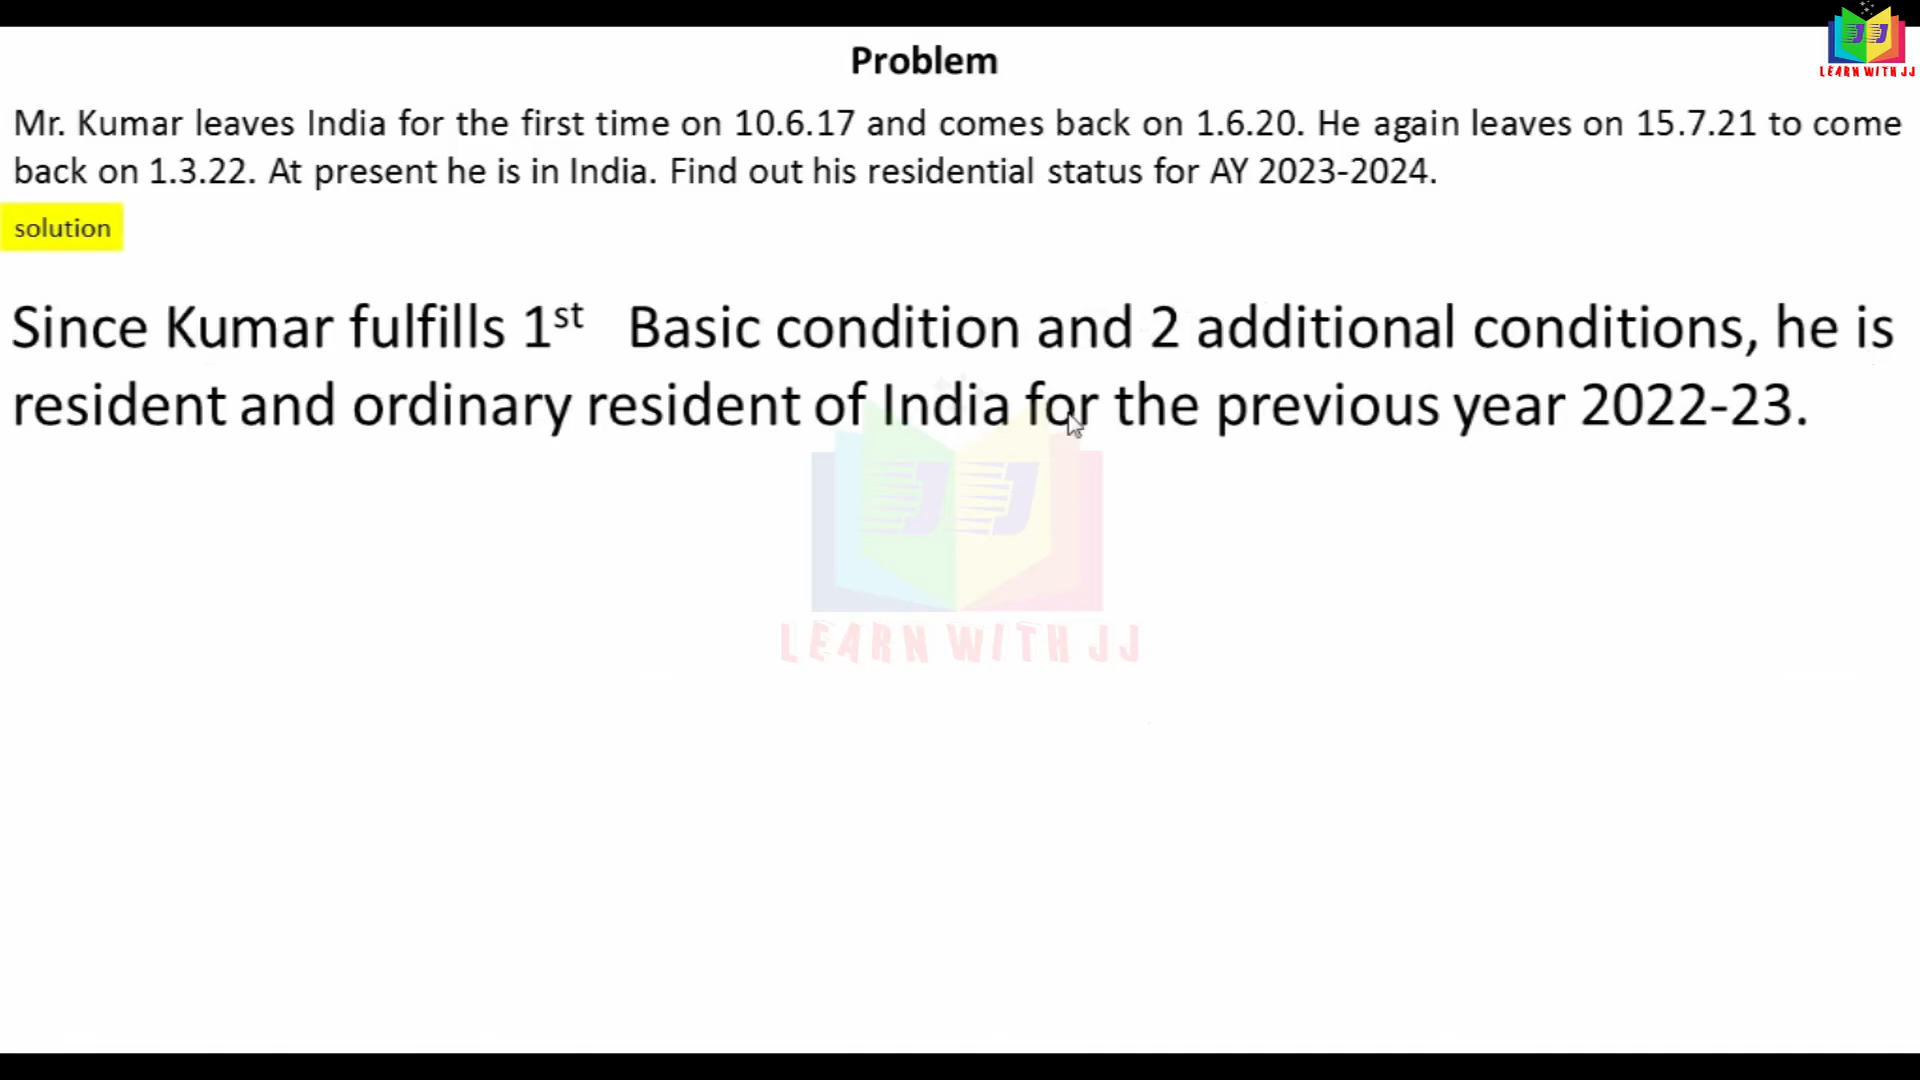 LEARN WITH JJ
Problem
Mr. Kumar leaves India for the first time on 10.6.17 and comes back on 1.6.20. He again leaves on 15.7.21 to come
back on 1.3.22. At present he is in India. Find out his residential status for AY 2023-2024.
solution
Since Kumar fulfills 1st Basic condition and 2 additional conditions, he is
resident and ordinary resident of India for the previous year 2022-23.
JJ
LEARN WITH JJ